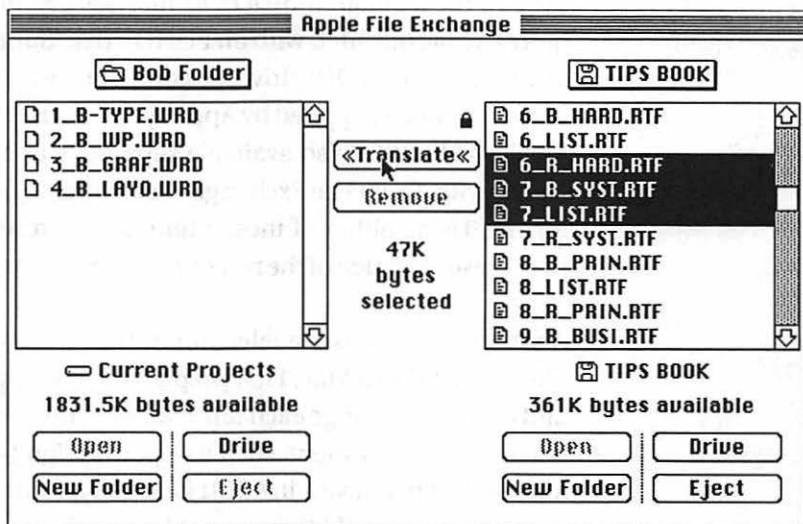 Apple File Exchange
Bob Folder
1_B-TYPE.WRD
2_B_WP.WRD
3_B_GRAF.WRD
4_B_LAYO.WRD
«Translate«
Remove
47K
bytes
selected
TIPS BOOK
6_B_HARD.RTF
6_LIST.RTF
6_R_HARD.RTF
7_B_SYST.RTF
7_LIST.RTF
7_R_SYST.RTF
8_B_PRIN.RTF
8_LIST.RTF
8_R_PRIN.RTF
9_B_BUSI.RTF
Current Projects
1831.5K bytes available
Open
Drive
New Folder
Eject
TIPS BOOK
361K bytes available
Open
Drive
New Folder
Eject